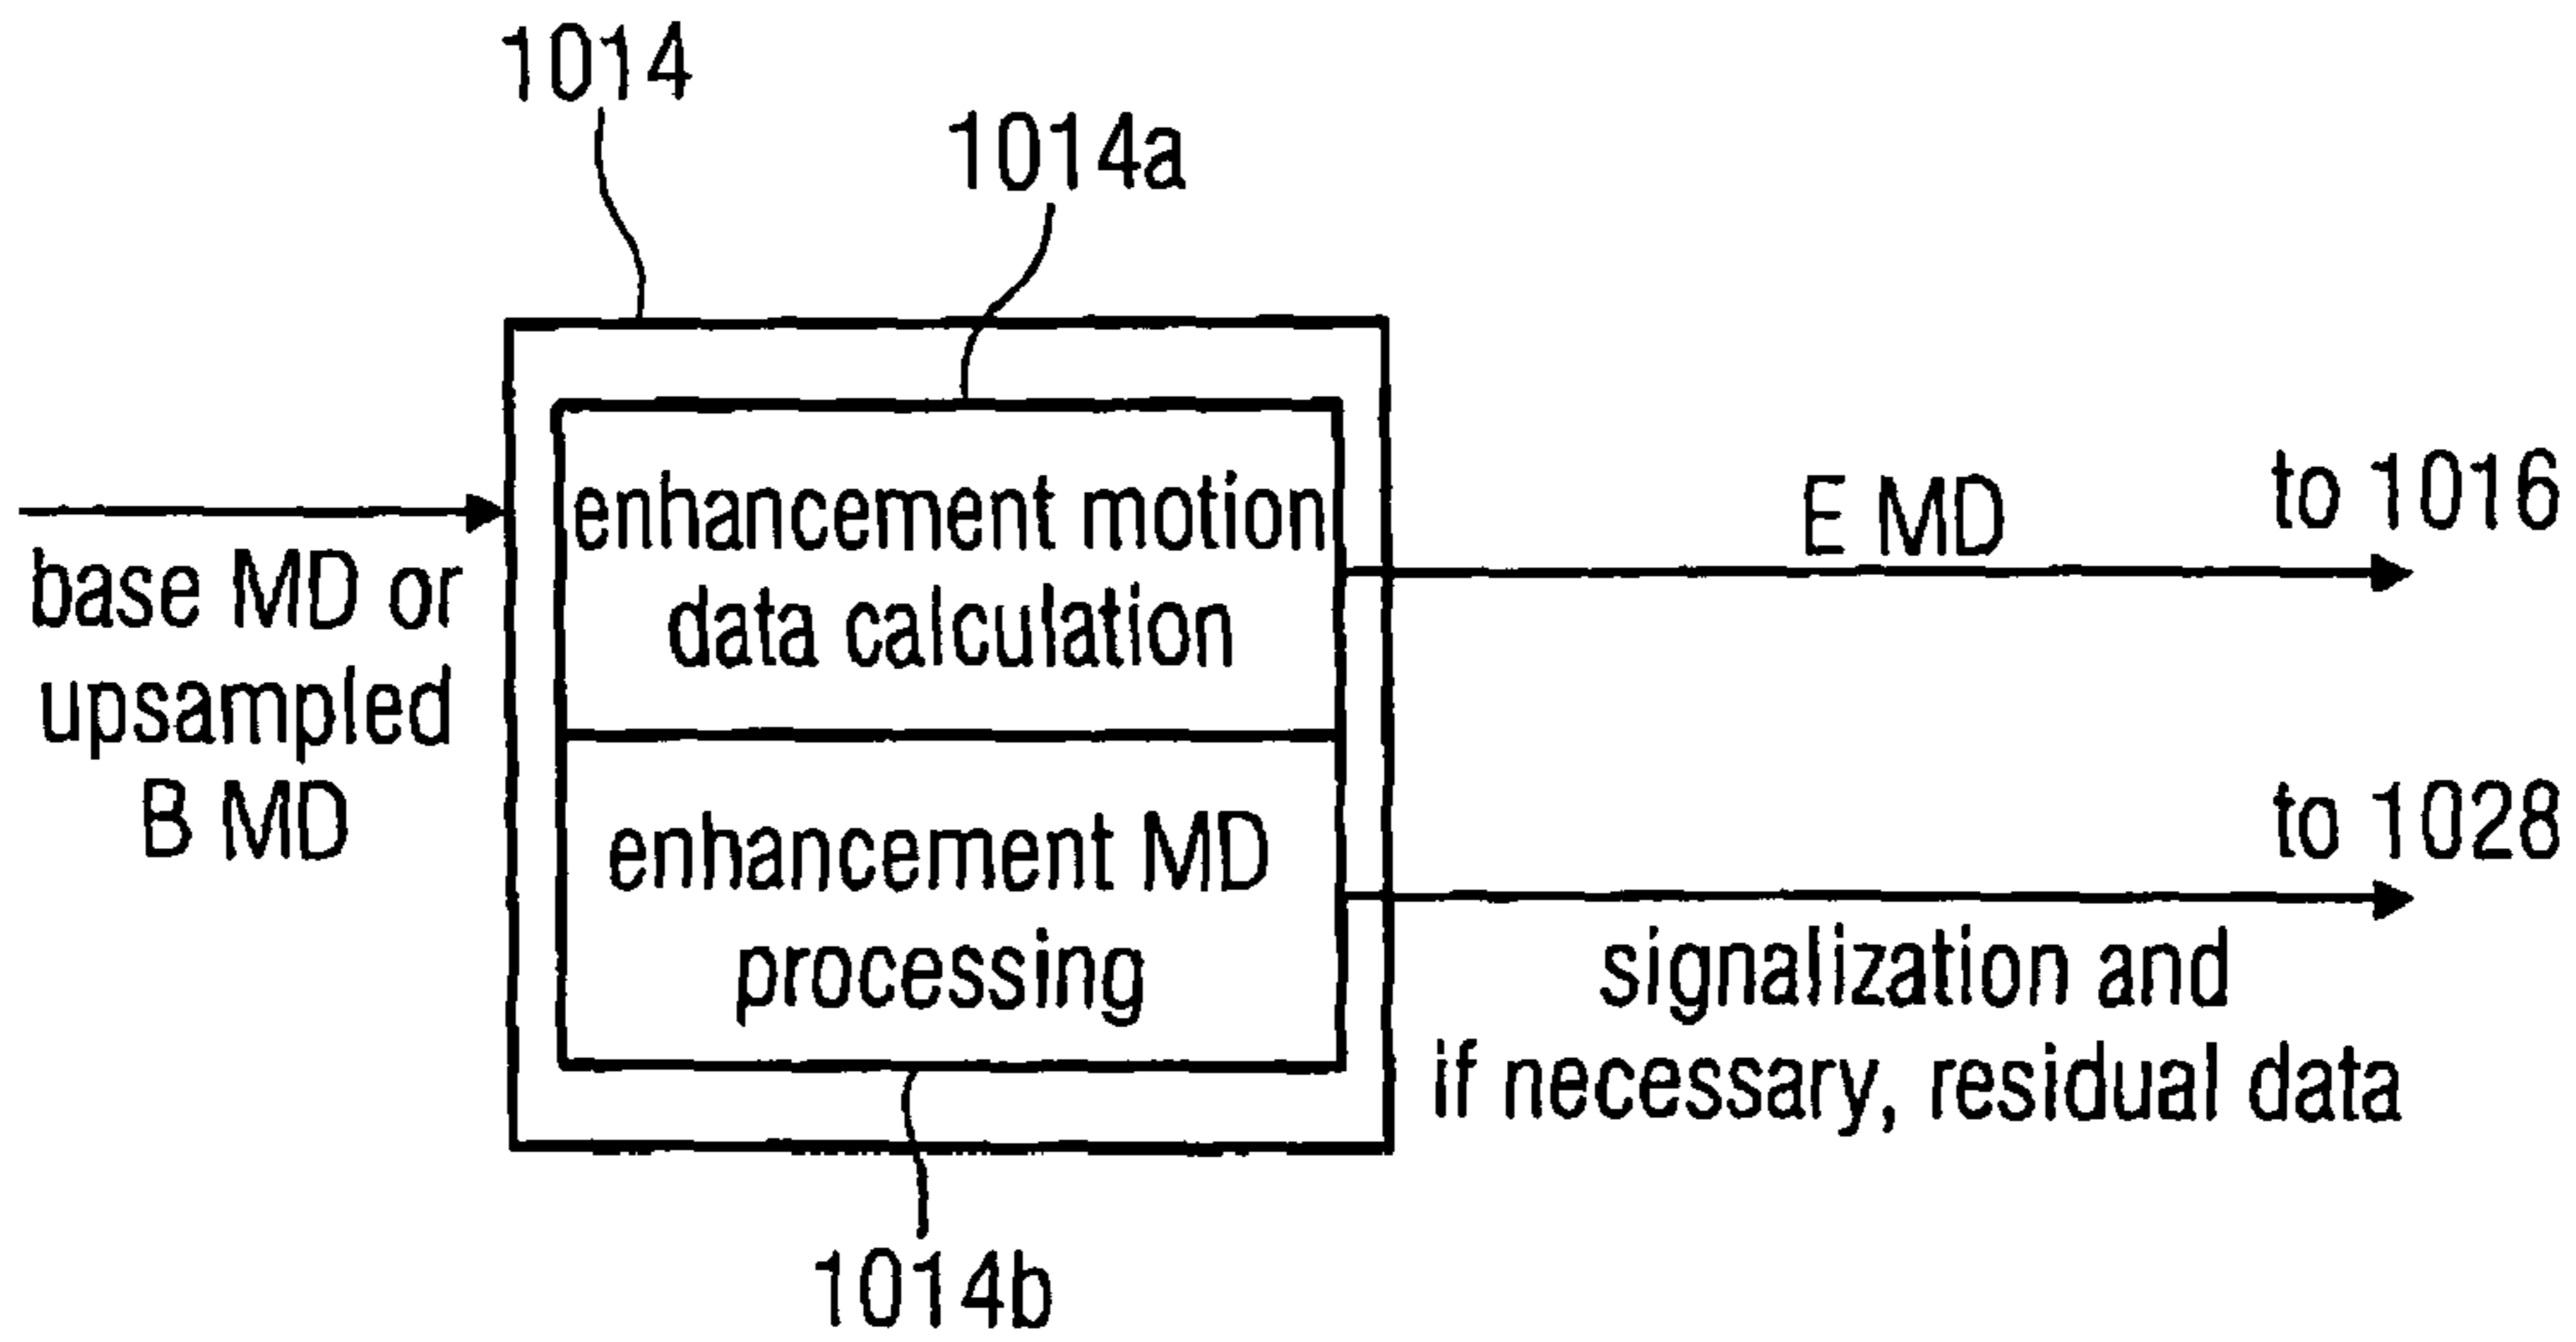 1014
1014a
base MD or
upsampled
B MD
enhancement motion
data calculation
enhancement MD
processing
E MD
to 1016
to 1028
signalization and
if necessary, residual data
1014b